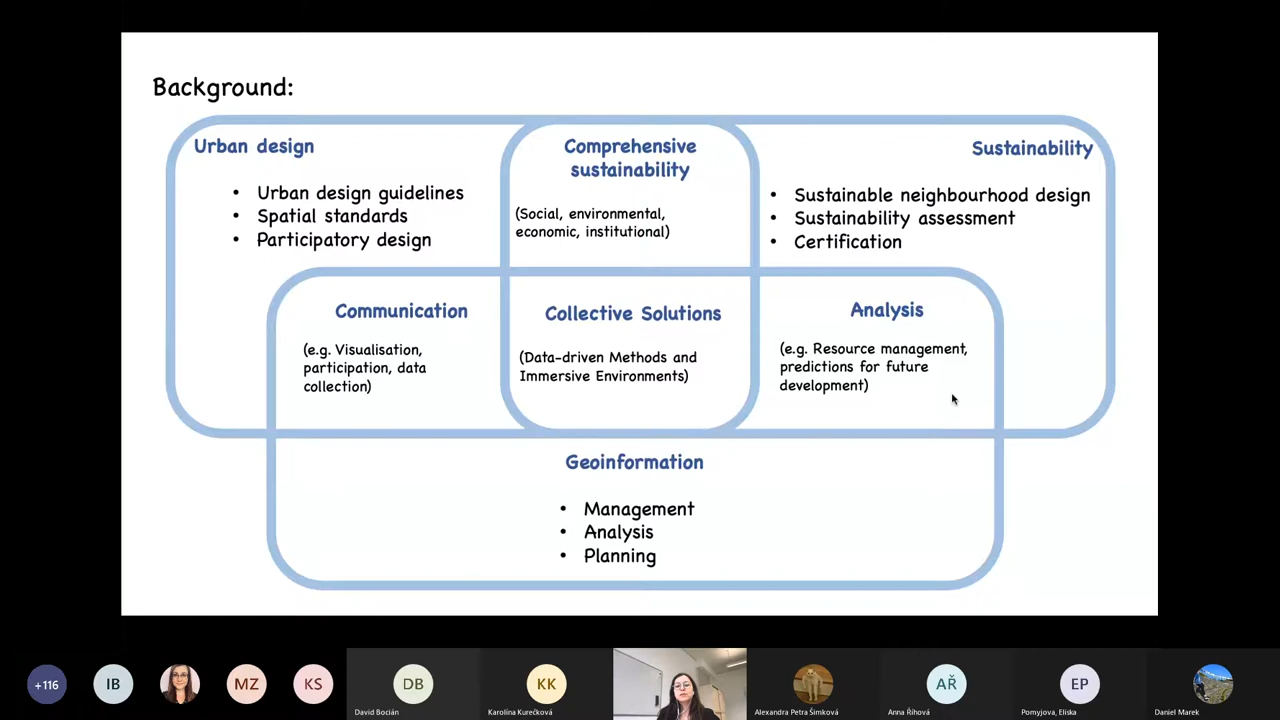 Background:
Urban design
• Urban design guidelines
• Spatial standards
• Participatory design
Comprehensive
sustainability
(Social, environmental,
economic, institutional)
Sustainability
• Sustainable neighbourhood design
• Sustainability assessment
• Certification
Communication
(e.g. Visualisation,
participation, data
collection)
Collective Solutions
(Data-driven Methods and
Immersive Environments)
Analysis
(e.g. Resource management,
predictions for future
development)
Geoinformation
• Management
• Analysis
• Planning
+116
IB
MZ
KS
DB
David Bocián
KK
Karolína Kurečková
Alexandra Petra Šimková
AŘ
Anna Říhová
EP
Pomyjova, Eliska
Daniel Marek